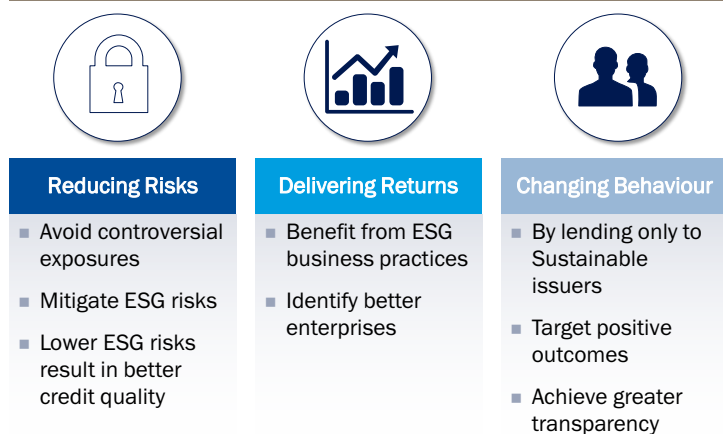 Reducing Risks
Avoid controversial
exposures
Mitigate ESG risks
Lower ESG risks
result in better
credit quality
Delivering Returns
Benefit from ESG
business practices
Identify better
enterprises
Changing Behaviour
By lending only to
Sustainable
issuers
Target positive
outcomes
Achieve greater
transparency